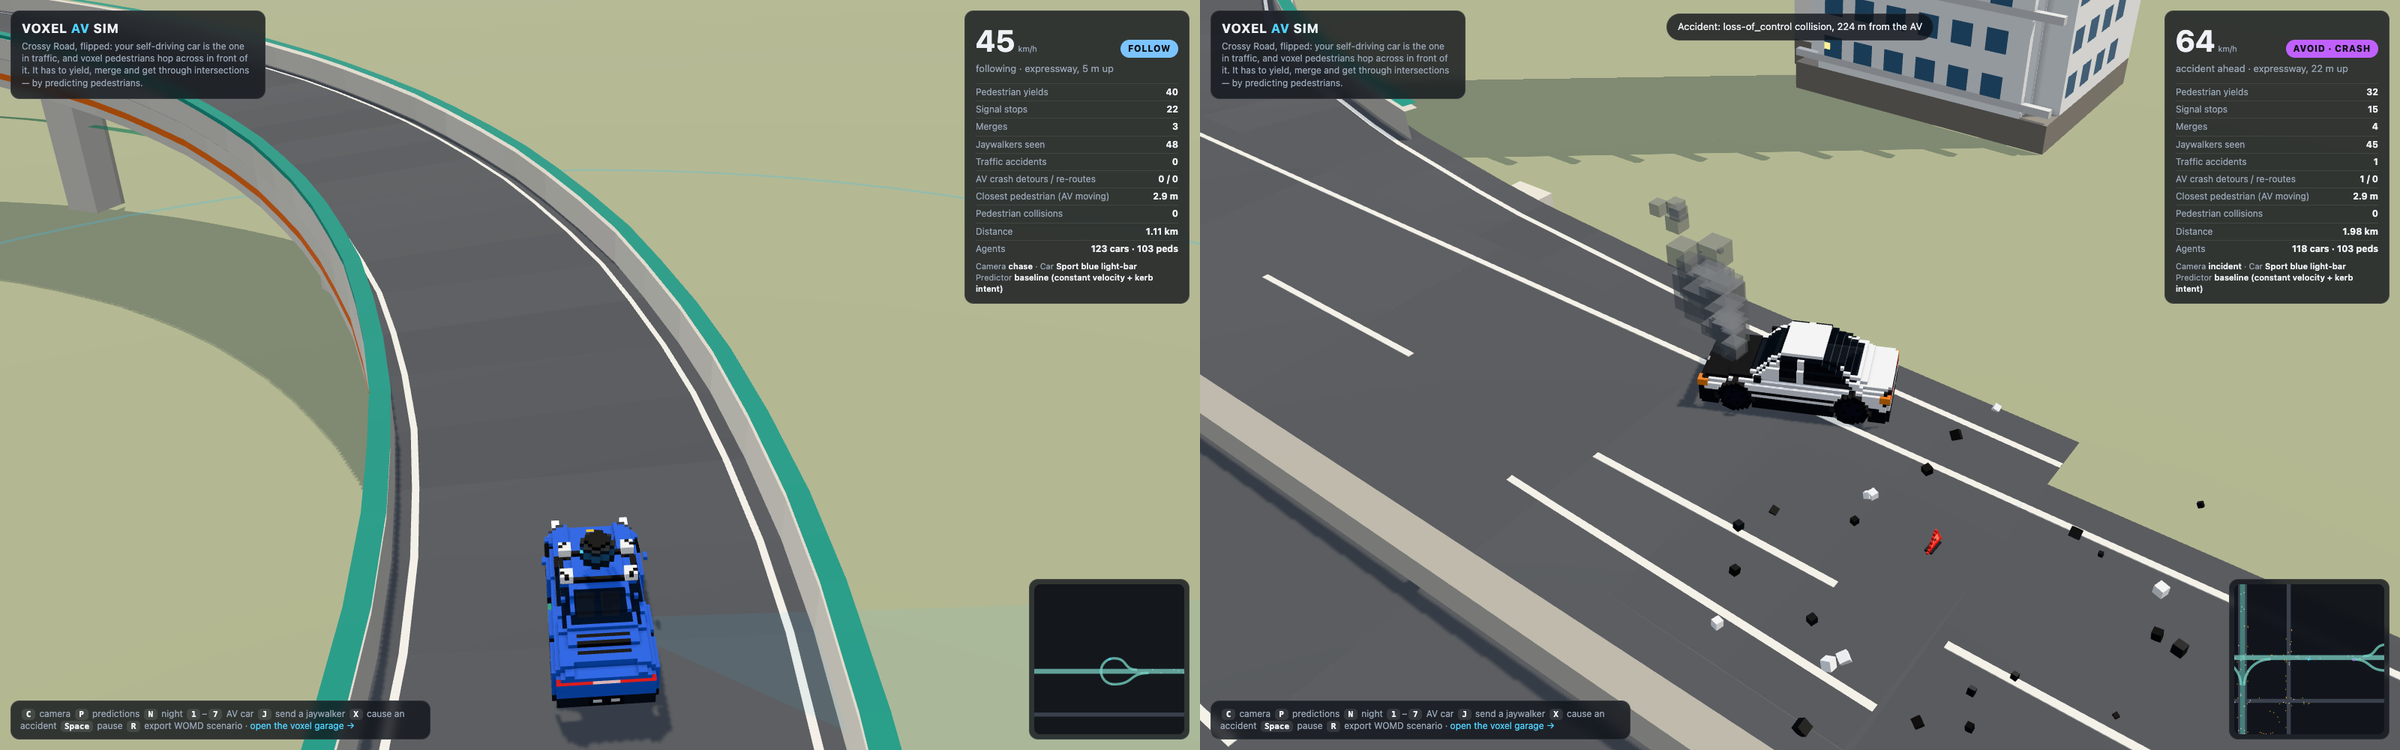 VOXEL AV SIM
Crossy Road, flipped: your self-driving car is the one
in traffic, and voxel pedestrians hop across in front of
it. It has to yield, merge and get through intersections
— by predicting pedestrians.
45 km/h
FOLLOW
following · expressway, 5 m up
Pedestrian yields 40
Signal stops 22
Merges 3
Jaywalkers seen 48
Traffic accidents 0
AV crash detours / re-routes 0 / 0
Closest pedestrian (AV moving) 2.9 m
Pedestrian collisions 0
Distance 1.11 km
Agents 123 cars · 103 peds
Camera chase · Car Sport blue light-bar
Predictor baseline (constant velocity + kerb
intent)
C camera P predictions N night 1 – 7 AV car J send a jaywalker X cause an
accident Space pause R export WOMD scenario · open the voxel garage →
VOXEL AV SIM
Crossy Road, flipped: your self-driving car is the one
in traffic, and voxel pedestrians hop across in front of
it. It has to yield, merge and get through intersections
— by predicting pedestrians.
Accident: loss-of_control collision, 224 m from the AV
64 km/h
AVOID · CRASH
accident ahead · expressway, 22 m up
Pedestrian yields 32
Signal stops 15
Merges 4
Jaywalkers seen 45
Traffic accidents 1
AV crash detours / re-routes 1 / 0
Closest pedestrian (AV moving) 2.9 m
Pedestrian collisions 0
Distance 1.98 km
Agents 118 cars · 103 peds
Camera incident · Car Sport blue light-bar
Predictor baseline (constant velocity + kerb
intent)
C camera P predictions N night 1 – 7 AV car J send a jaywalker X cause an
accident Space pause R export WOMD scenario · open the voxel garage →